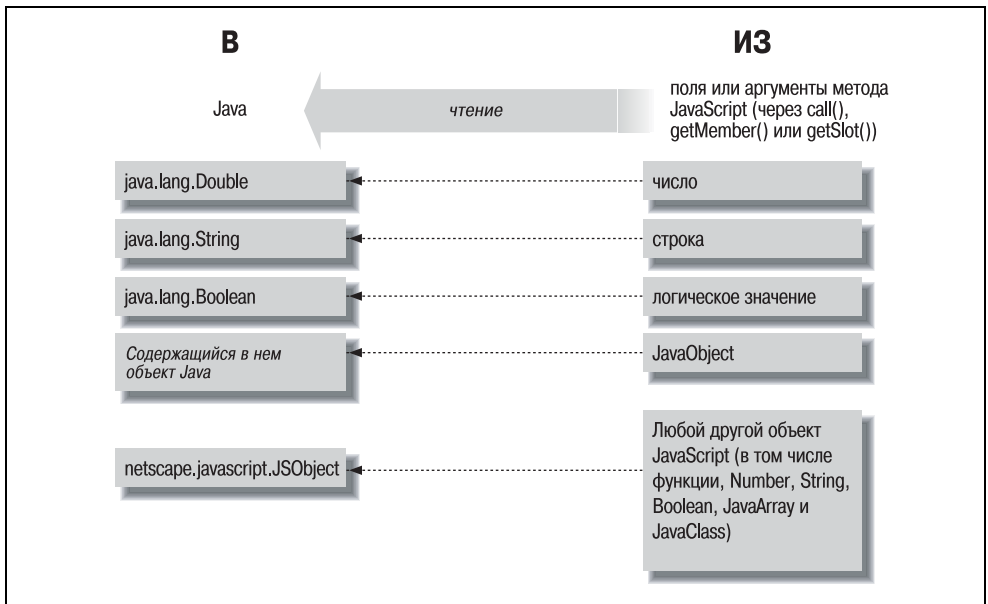 В
ИЗ
Java
чтение
поля или аргументы метода
JavaScript (через call(),
getMember() или getSlot())
java.lang.Double
число
java.lang.String
строка
java.lang.Boolean
логическое значение
Содержащийся в нем
объект Java
JavaObject
netscape.javascript.JSObject
Любой другой объект
JavaScript (в том числе
функции, Number, String,
Boolean, JavaArray и
JavaClass)